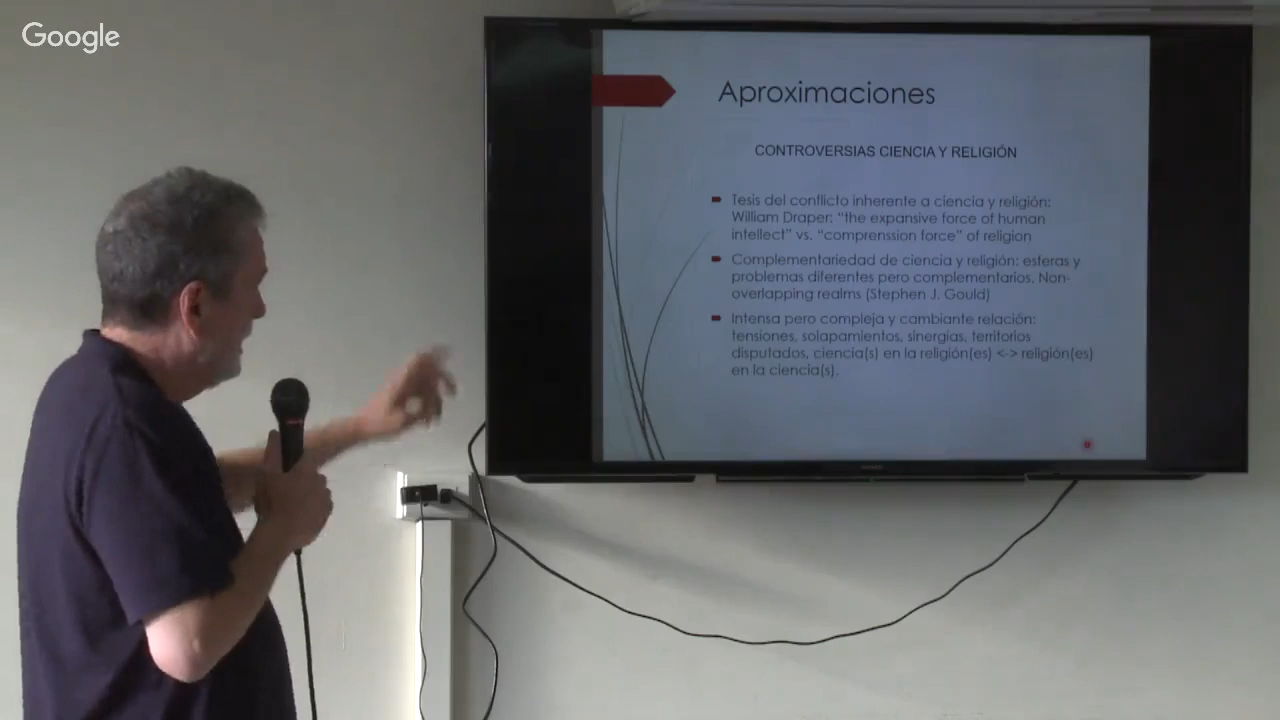 Google
Aproximaciones
CONTROVERSIAS CIENCIA Y RELIGIÓN
Tesis del conflicto inherente a ciencia y religión:
William Draper: “the expansive force of human
intellect” vs. “comprenssion force” of religion
Complementariedad de ciencia y religión: esferas y
problemas diferentes pero complementarios. Non-
overlapping realms (Stephen J. Gould)
Intensa pero compleja y cambiante relación:
tensiones, solapamientos, sinergias, territorios
disputados, ciencia(s) en la religión(es) <-> religión(es)
en la ciencia(s).